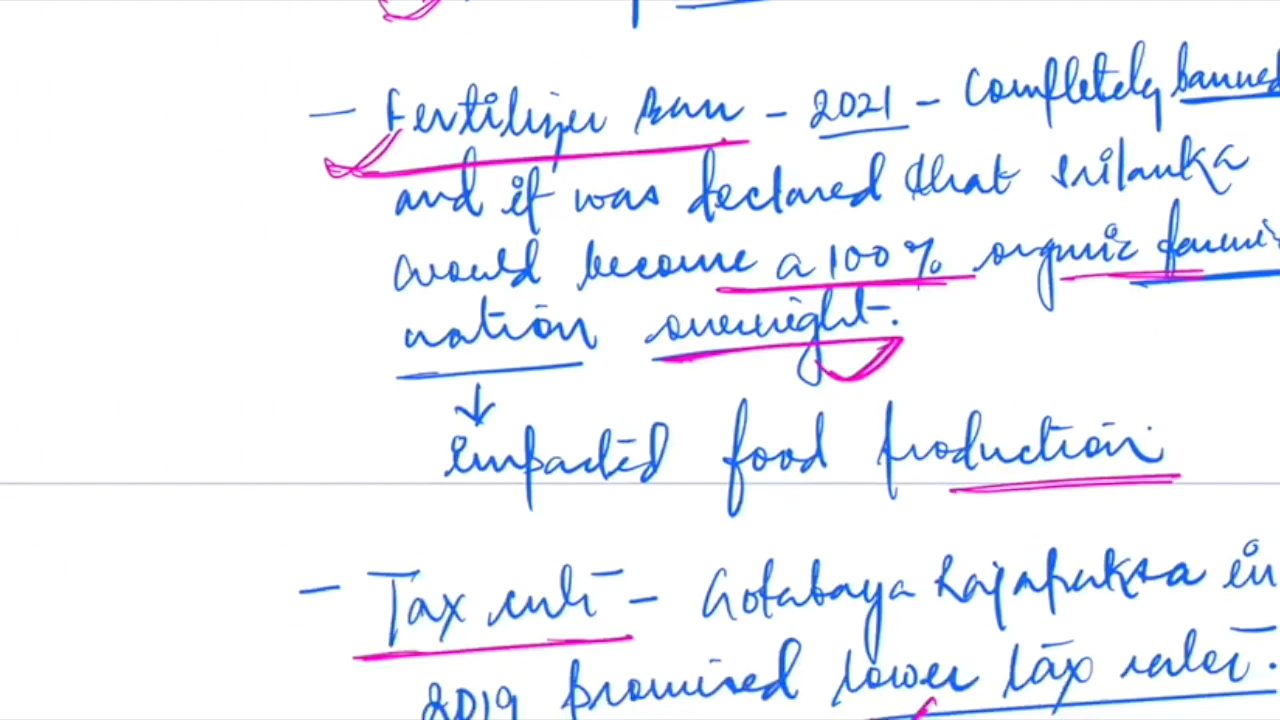 - Fertilizer Ban - 2021 - Completely banned
and it was declared that Srilanka
would become a 100% organic farmi
nation overnight.
↓
impacted food production
- Tax cuts - Gotabaya Rajapaksa in
2019 promised lower tax rates.